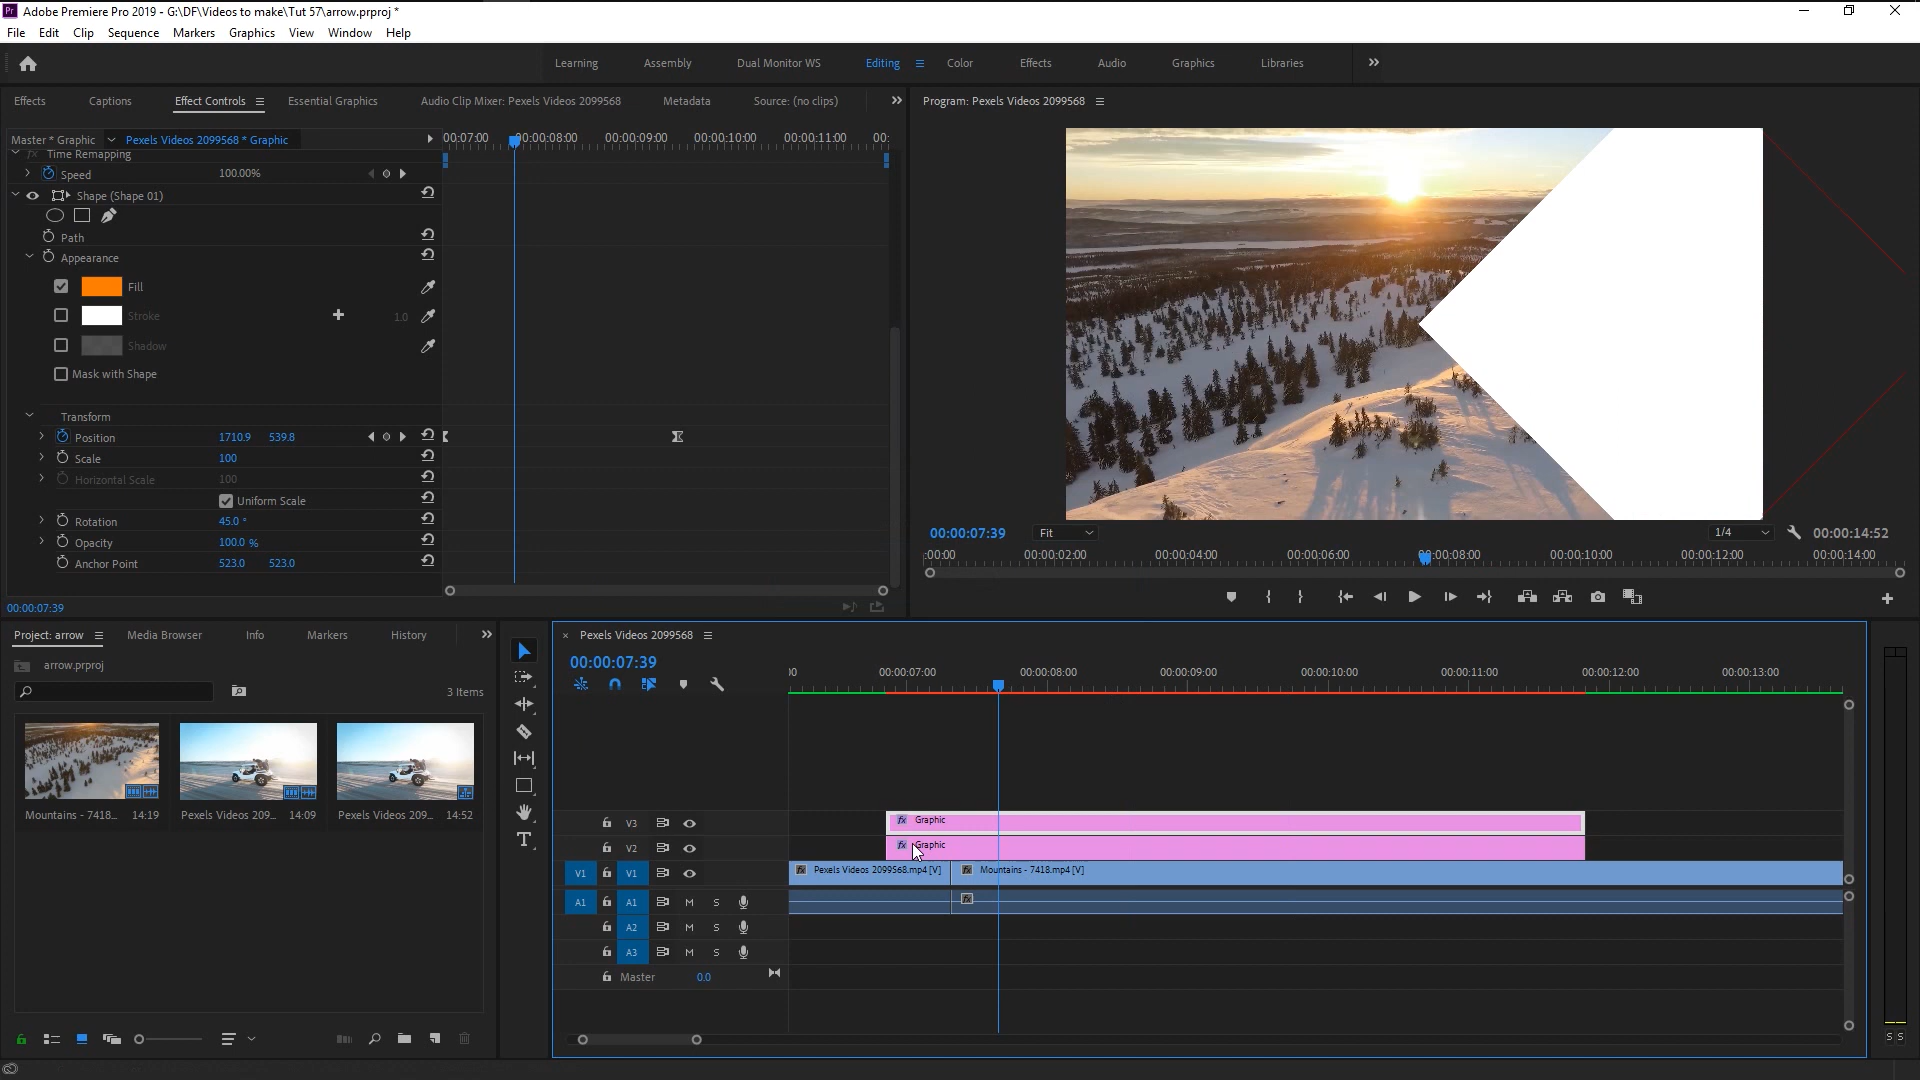 Pr Adobe Premiere Pro 2019 - G:\DF\Videos to make\Tut 57\arrow.prproj *
File Edit Clip Sequence Markers Graphics View Window Help
Learning Assembly Dual Monitor WS Editing Color Effects Audio Graphics Libraries
Effects Captions Effect Controls Essential Graphics Audio Clip Mixer: Pexels Videos 2099568 Metadata Source: (no clips)
Program: Pexels Videos 2099568
Master * Graphic Pexels Videos 2099568 * Graphic
00:07:00 00:00:08:00 00:00:09:00 00:00:10:00 00:00:11:00 00:
fx Time Remapping
Speed 100.00%
Shape (Shape 01)
Path
Appearance
Fill
Stroke 1.0
Shadow
Mask with Shape
Transform
Position 1710.9 539.8
Scale 100
Horizontal Scale 100
Uniform Scale
Rotation 45.0 °
Opacity 100.0 %
Anchor Point 523.0 523.0
00:00:07:39
00:00:07:39 Fit 1/4 00:00:14:52
:00:00 00:00:02:00 00:00:04:00 00:00:06:00 00:00:08:00 00:00:10:00 00:00:12:00 00:00:14:00
Project: arrow Media Browser Info Markers History
arrow.prproj
3 Items
Mountains - 7418... 14:19 Pexels Videos 209... 14:09 Pexels Videos 209... 14:52
Pexels Videos 2099568
00:00:07:39
00 00:00:07:00 00:00:08:00 00:00:09:00 00:00:10:00 00:00:11:00 00:00:12:00 00:00:13:00
V3 fx Graphic
V2 fx Graphic
V1 V1 fx Pexels Videos 2099568.mp4 [V] fx Mountains - 7418.mp4 [V]
A1 A1 M S fx
A2 M S
A3 M S
Master 0.0
T
S S